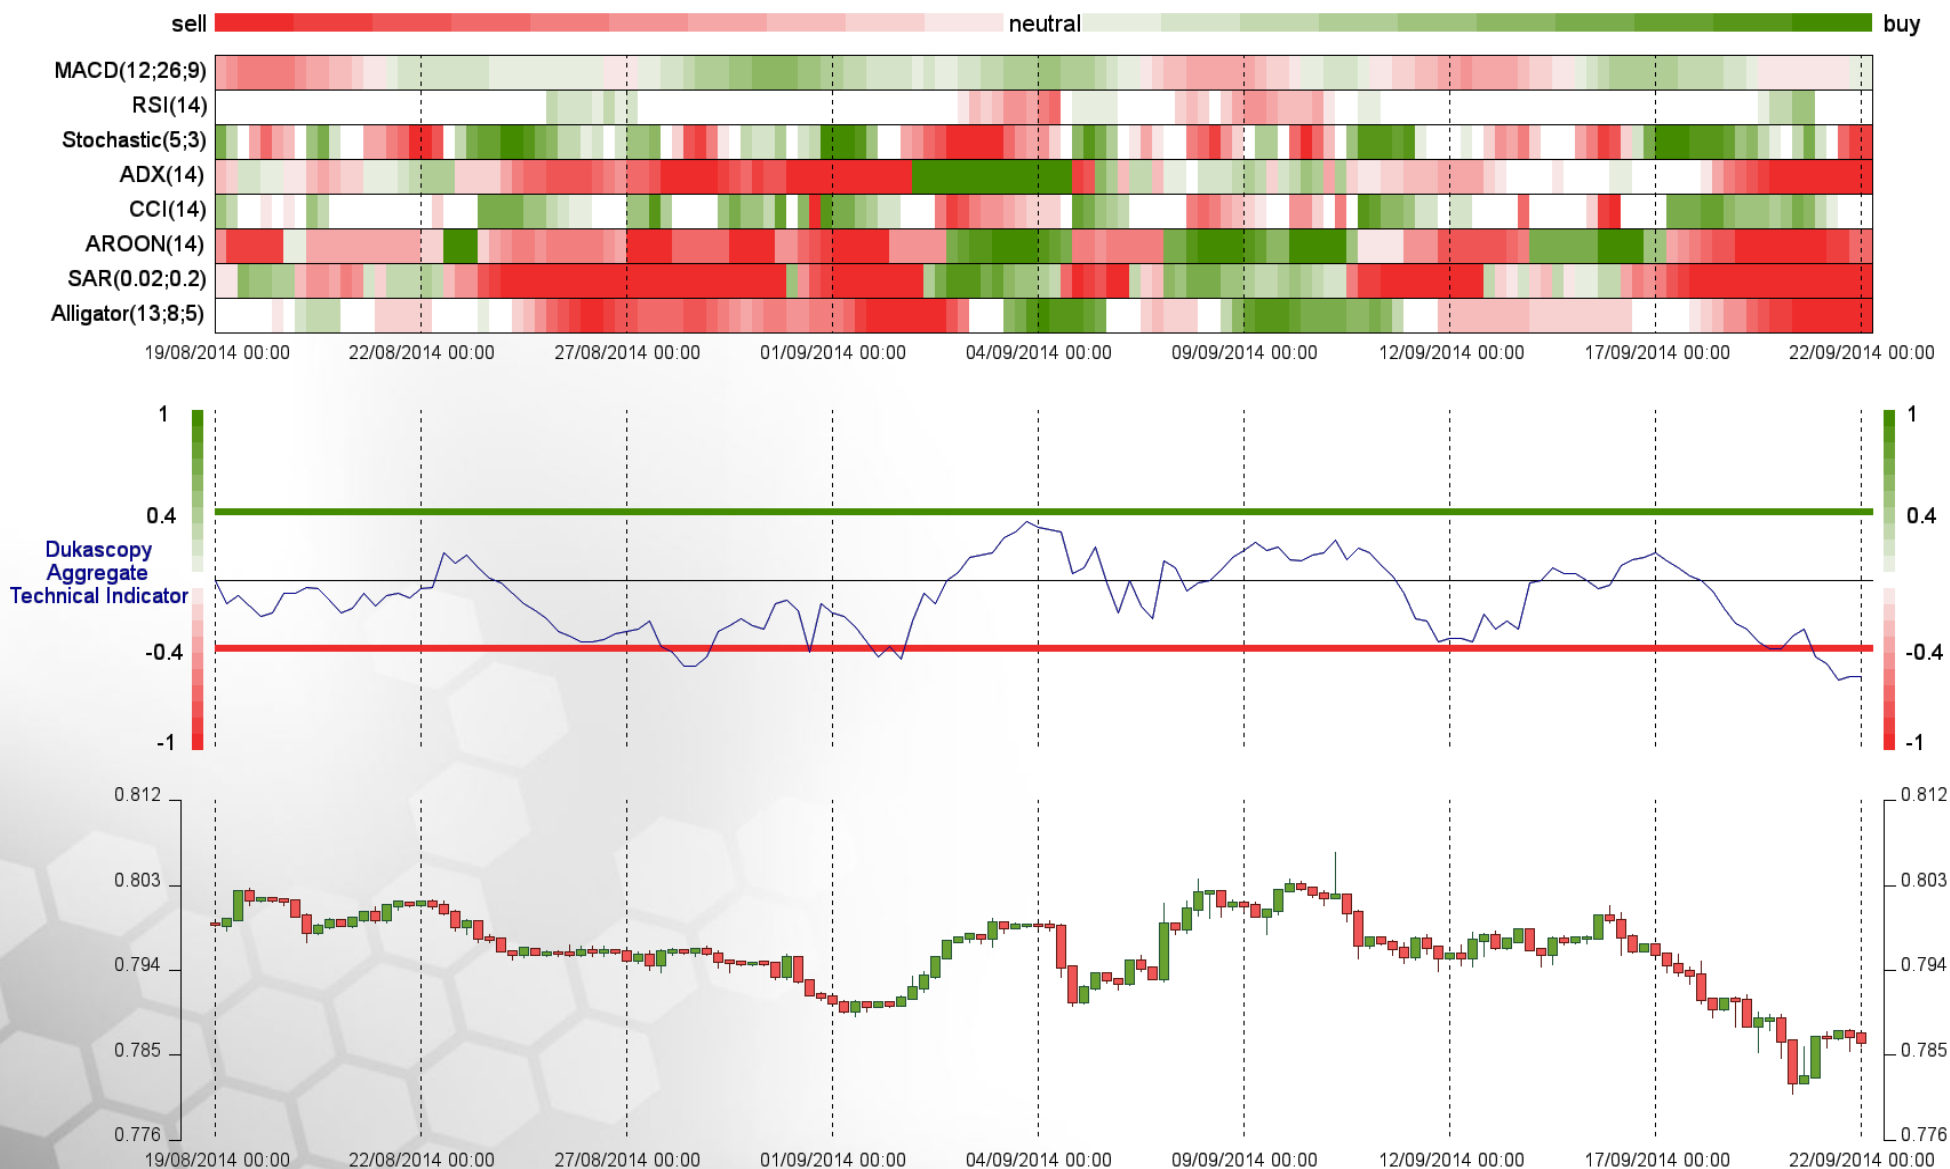 sell neutral buy
MACD(12;26;9)
RSI(14)
Stochastic(5;3)
ADX(14)
CCI(14)
AROON(14)
SAR(0.02;0.2)
Alligator(13;8;5)
19/08/2014 00:00 22/08/2014 00:00 27/08/2014 00:00 01/09/2014 00:00 04/09/2014 00:00 09/09/2014 00:00 12/09/2014 00:00 17/09/2014 00:00 22/09/2014 00:00
1 1
0.4 0.4
Dukascopy
Aggregate
Technical Indicator
-0.4 -0.4
-1 -1
0.812 0.812
0.803 0.803
0.794 0.794
0.785 0.785
0.776 0.776
19/08/2014 00:00 22/08/2014 00:00 27/08/2014 00:00 01/09/2014 00:00 04/09/2014 00:00 09/09/2014 00:00 12/09/2014 00:00 17/09/2014 00:00 22/09/2014 00:00